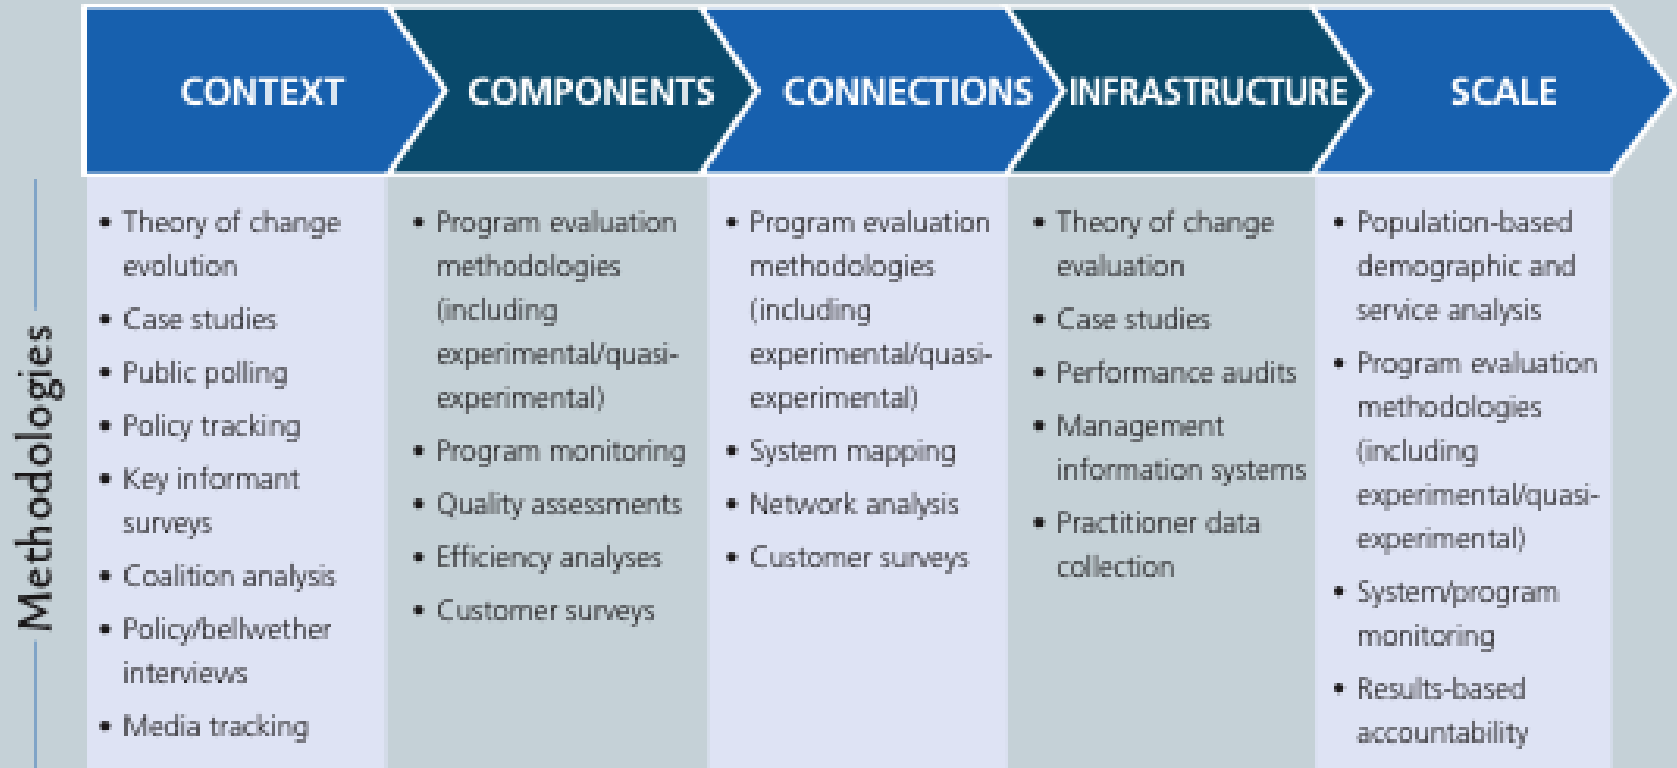 CONTEXT
COMPONENTS
CONNECTIONS
INFRASTRUCTURE
SCALE
Methodologies
• Theory of change
evolution
• Case studies
• Public polling
• Policy tracking
• Key informant
surveys
• Coalition analysis
• Policy/bellwether
interviews
• Media tracking
• Program evaluation
methodologies
(including
experimental/quasi-
experimental)
• Program monitoring
• Quality assessments
• Efficiency analyses
• Customer surveys
• Program evaluation
methodologies
(including
experimental/quasi-
experimental)
• System mapping
• Network analysis
• Customer surveys
• Theory of change
evaluation
• Case studies
• Performance audits
• Management
information systems
• Practitioner data
collection
• Population-based
demographic and
service analysis
• Program evaluation
methodologies
(including
experimental/quasi-
experimental)
• System/program
monitoring
• Results-based
accountability